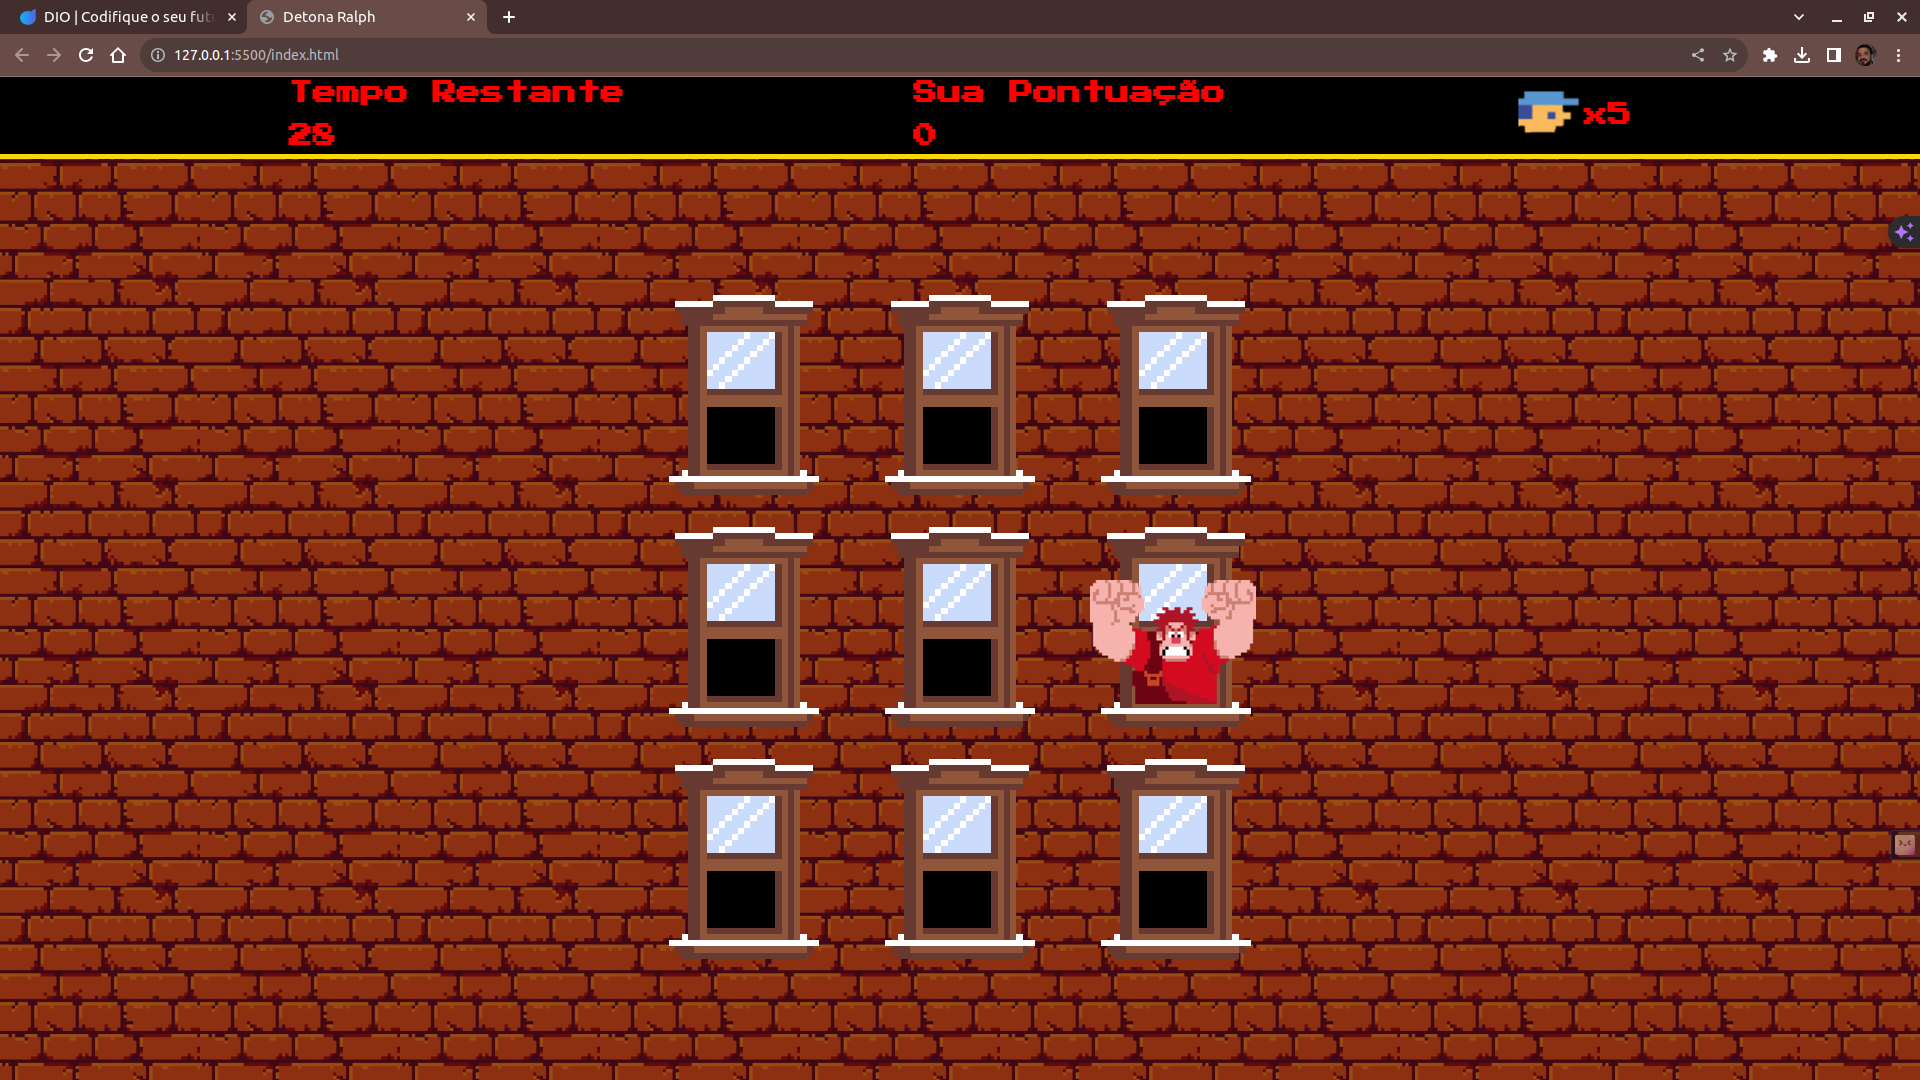 DIO | Codifique o seu futu
Detona Ralph
127.0.0.1:5500/index.html
Tempo Restante
28
Sua Pontuação
0
x5